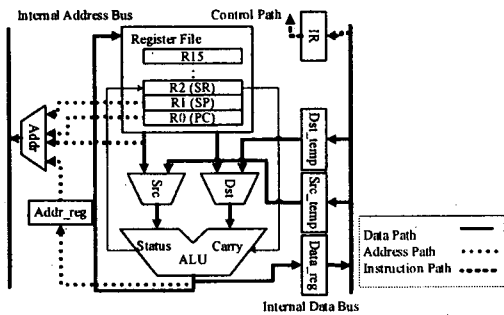 Internal Address Bus
Control Path
Register File
R15
R2 (SR)
R1 (SP)
R0 (PC)
IR
Addr
Dst_temp
Src_temp
Src
Dst
Addr_reg
Status
Carry
ALU
Data_reg
Data Path
Address Path
Instruction Path
Internal Data Bus